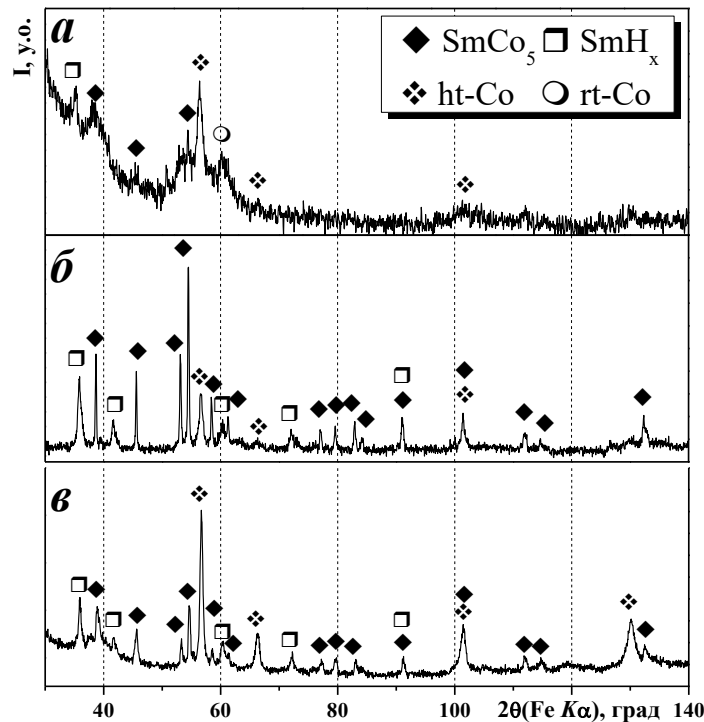 I, у.о.
а
SmCo₅ SmHₓ
ht-Co rt-Co
б
в
40 60 80 100 140
2θ(Fe Kα), град